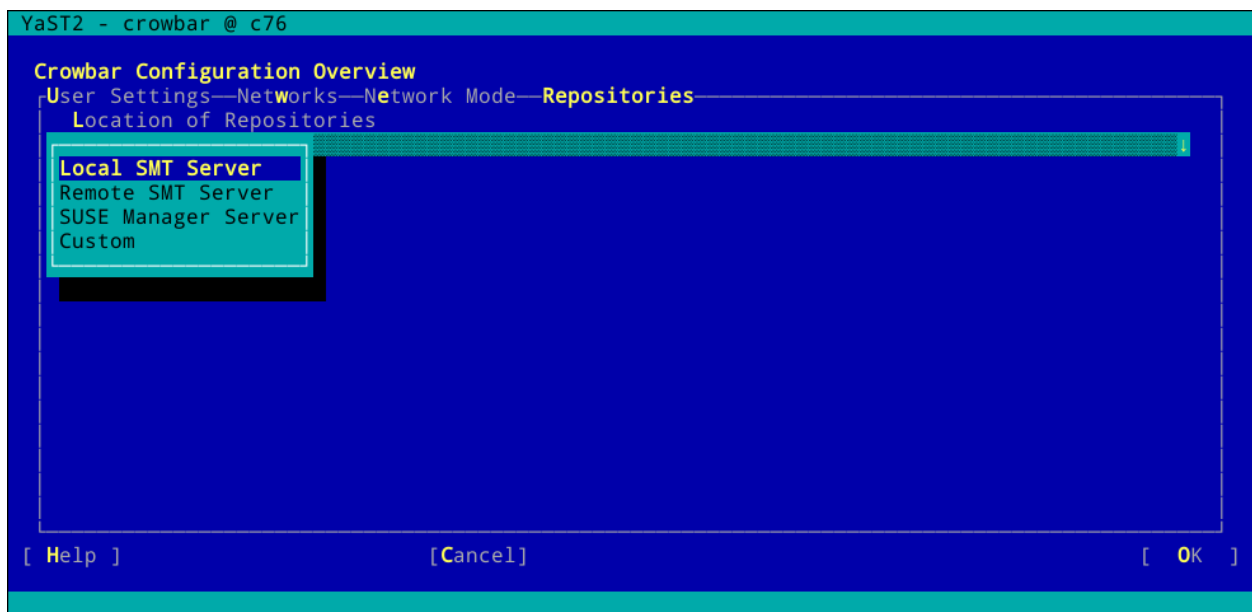 YaST2 - crowbar @ c76
Crowbar Configuration Overview
User Settings—Networks—Network Mode—Repositories
Location of Repositories
Local SMT Server
Remote SMT Server
SUSE Manager Server
Custom
[ Help ] [Cancel] [ OK ]